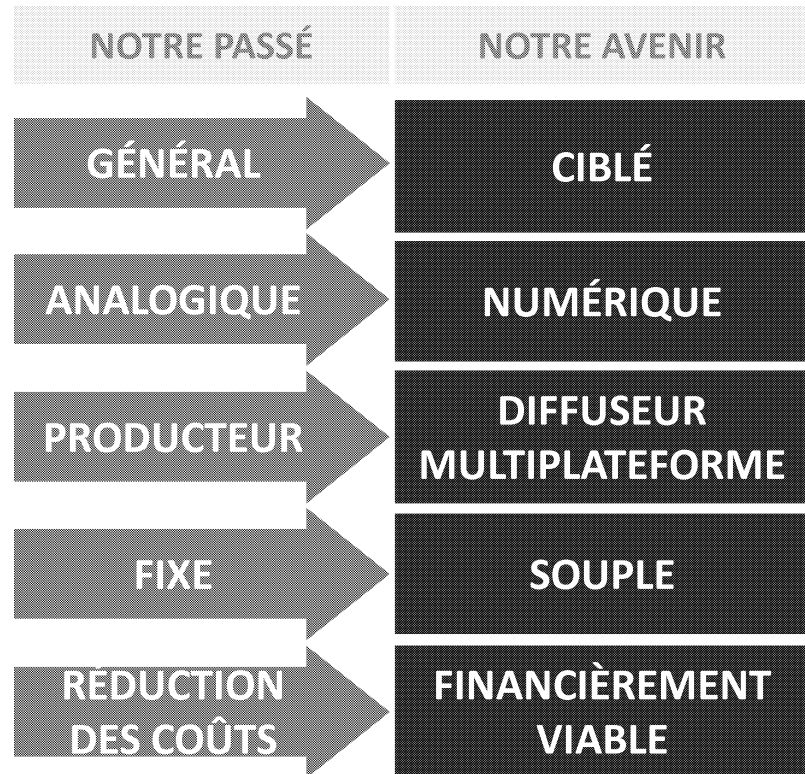 NOTRE PASSÉ NOTRE AVENIR
GÉNÉRAL CIBLÉ
ANALOGIQUE NUMÉRIQUE
PRODUCTEUR DIFFUSEUR
MULTIPLATEFORME
FIXE SOUPLE
RÉDUCTION
DES COÛTS FINANCIÈREMENT
VIABLE